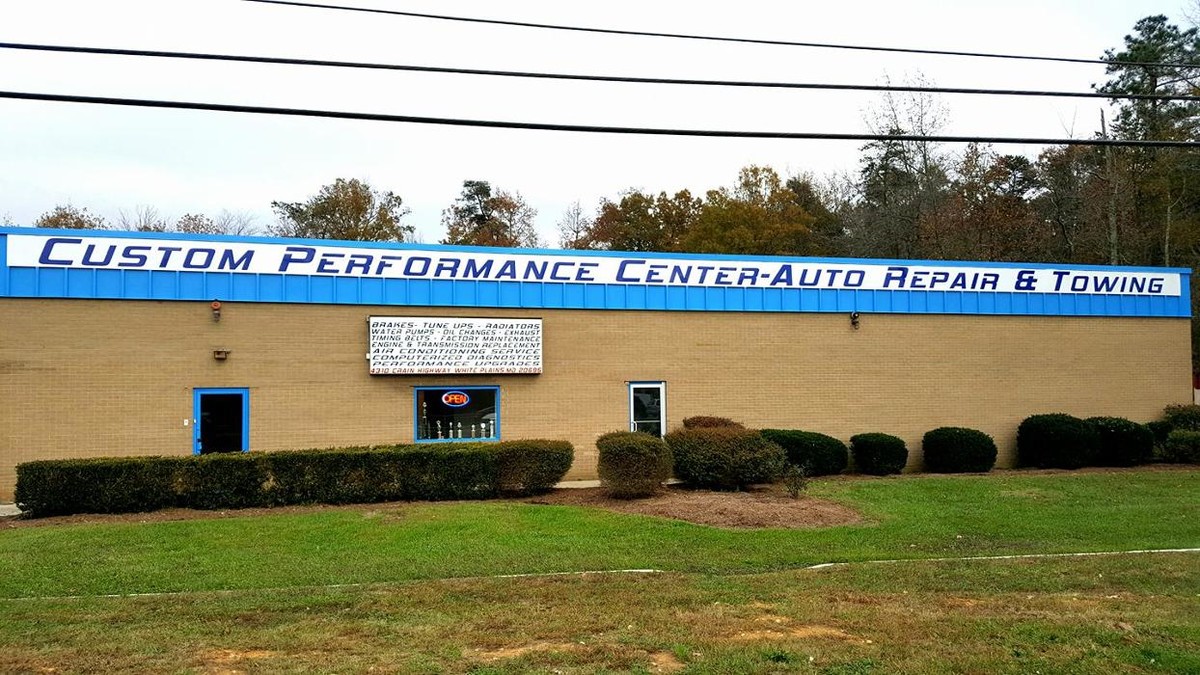 CUSTOM PERFORMANCE CENTER-AUTO REPAIR & TOWING
BRAKES- TUNE UPS - RADIATORS
WATER PUMPS - OIL CHANGES - EXHAUST
TIMING BELTS - FACTORY MAINTENANCE
ENGINE & TRANSMISSION REPLACEMENT
AIR CONDITIONING SERVICE
COMPUTERIZED DIAGNOSTICS
PERFORMANCE UPGRADES
4310 CRAIN HIGHWAY WHITE PLAINS MD 20695
OPEN